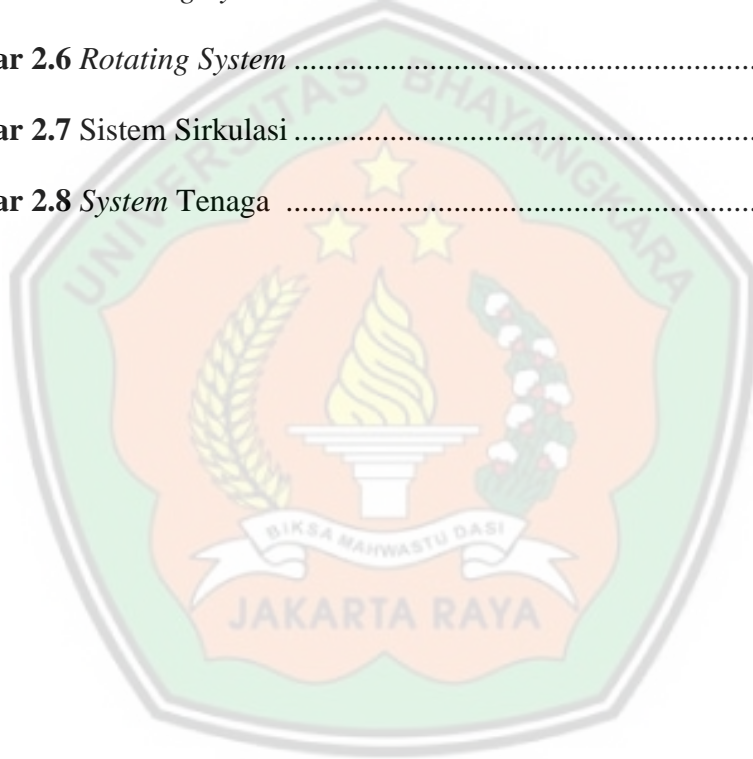 ar 2.6 Rotating System ............................................................
ar 2.7 Sistem Sirkulasi ............................................................
ar 2.8 System Tenaga ............................................................
UNIVERSITAS BHAYANGKARA
BIKSA MAHWASTU DASI
JAKARTA RAYA